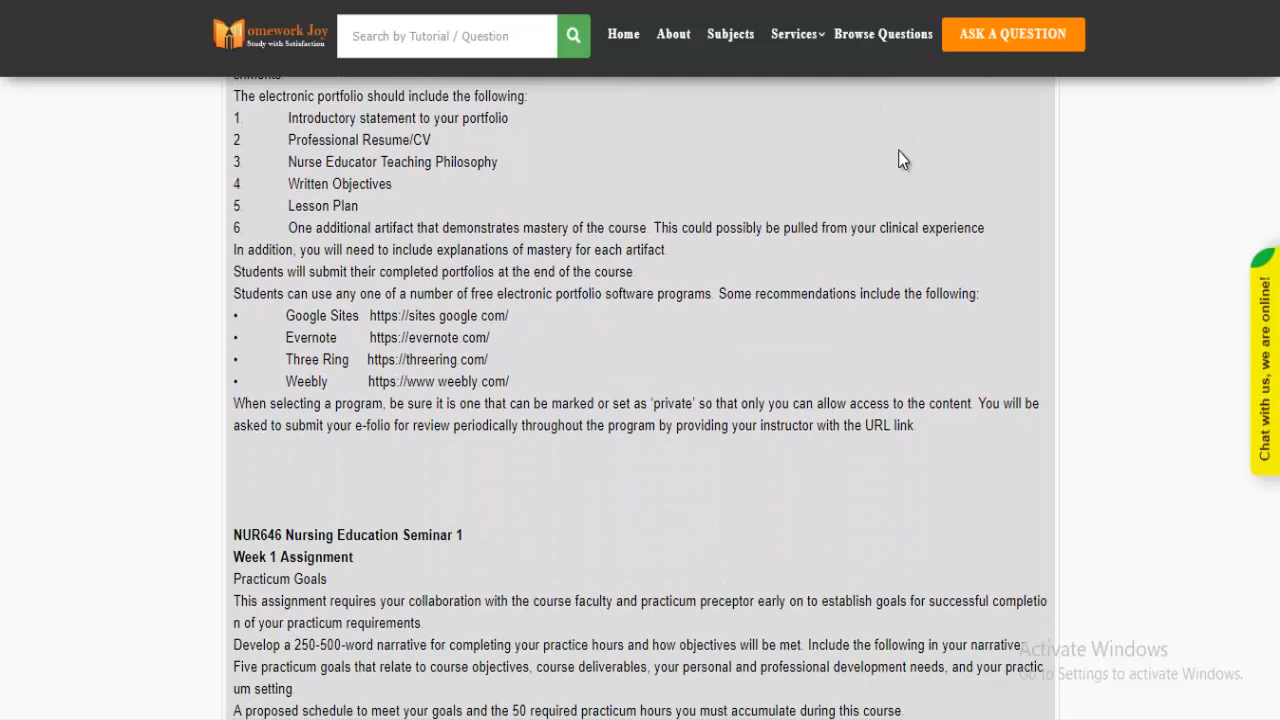 omework Joy
Study with Satisfaction
Search by Tutorial / Question
Home
About
Subjects
Services
Browse Questions
ASK A QUESTION
The electronic portfolio should include the following:
1. Introductory statement to your portfolio
2. Professional Resume/CV
3. Nurse Educator Teaching Philosophy
4. Written Objectives
5. Lesson Plan
6. One additional artifact that demonstrates mastery of the course. This could possibly be pulled from your clinical experience
In addition, you will need to include explanations of mastery for each artifact.
Students will submit their completed portfolios at the end of the course.
Students can use any one of a number of free electronic portfolio software programs. Some recommendations include the following:
• Google Sites https://sites.google.com/
• Evernote https://evernote.com/
• Three Ring https://threering.com/
• Weebly https://www.weebly.com/
When selecting a program, be sure it is one that can be marked or set as ‘private’ so that only you can allow access to the content. You will be
asked to submit your e-folio for review periodically throughout the program by providing your instructor with the URL link.
NUR646 Nursing Education Seminar 1
Week 1 Assignment
Practicum Goals
This assignment requires your collaboration with the course faculty and practicum preceptor early on to establish goals for successful completio
n of your practicum requirements.
Develop a 250-500-word narrative for completing your practice hours and how objectives will be met. Include the following in your narrative:
Five practicum goals that relate to course objectives, course deliverables, your personal and professional development needs, and your practic
um setting.
A proposed schedule to meet your goals and the 50 required practicum hours you must accumulate during this course.
Chat with us, we are online!
Activate Windows
Go to Settings to activate Windows.